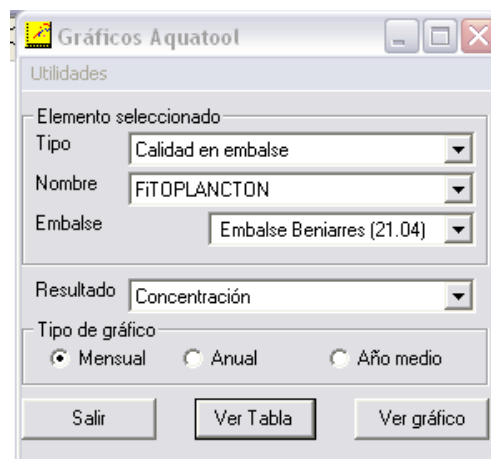 Gráficos Aquatool
Utilidades
Elemento seleccionado
Tipo Calidad en embalse
Nombre FiTOPLANCTON
Embalse Embalse Beniarres (21.04)
Resultado Concentración
Tipo de gráfico
Mensual Anual Año medio
Salir Ver Tabla Ver gráfico